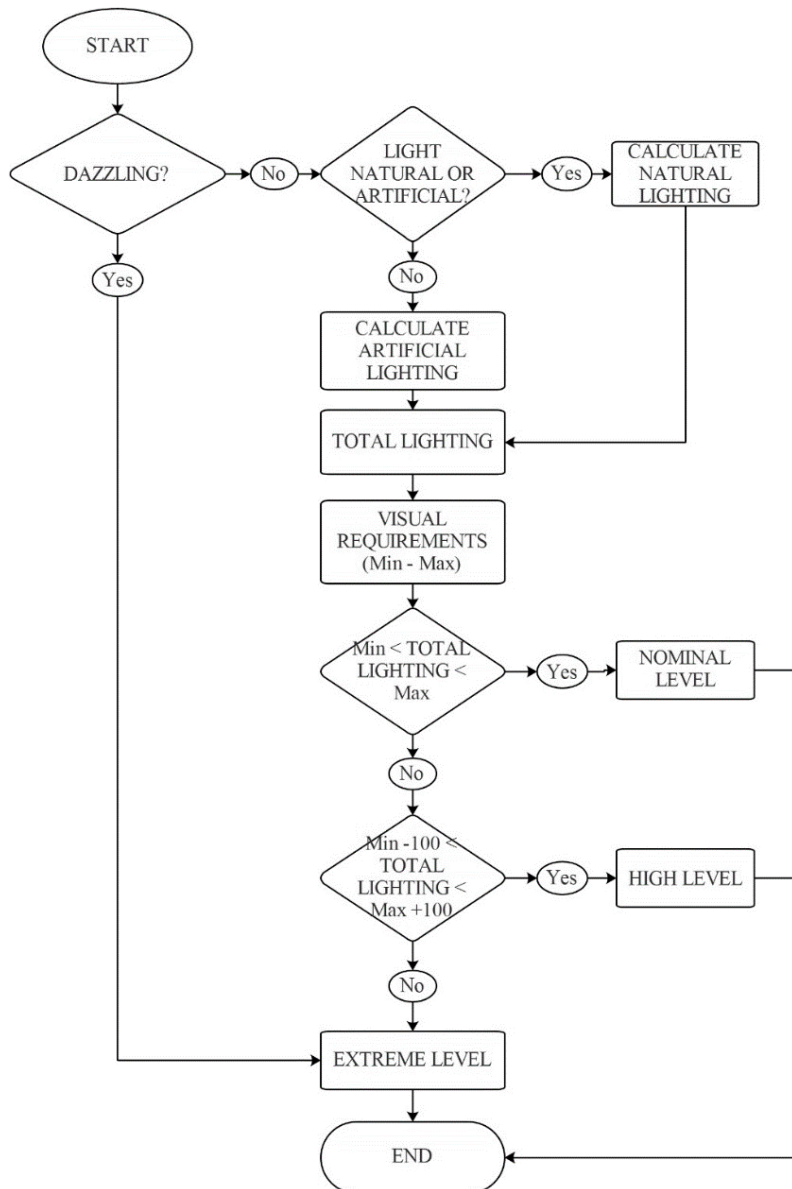 START
DAZZLING?
No
LIGHT
NATURAL OR
ARTIFICIAL?
Yes
CALCULATE
NATURAL
LIGHTING
Yes
No
CALCULATE
ARTIFICIAL
LIGHTING
TOTAL LIGHTING
VISUAL
REQUIREMENTS
(Min - Max)
Min < TOTAL
LIGHTING <
Max
Yes
NOMINAL
LEVEL
No
Min -100 <
TOTAL
LIGHTING <
Max +100
Yes
HIGH LEVEL
No
EXTREME LEVEL
END